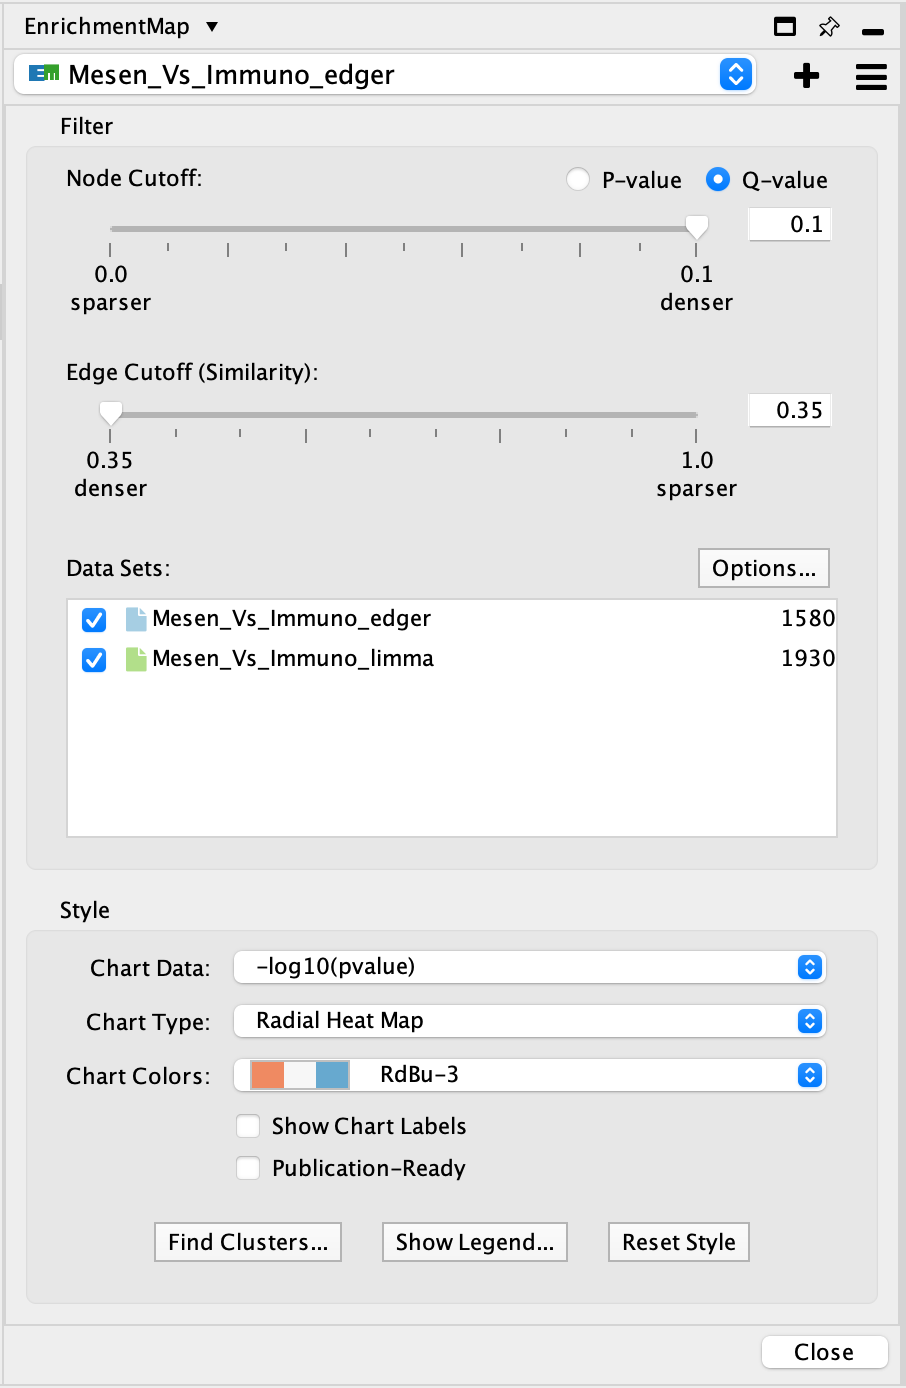 EnrichmentMap
EM Mesen_Vs_Immuno_edger
Filter
Node Cutoff:
P-value Q-value
0.1
0.0 0.1
sparser denser
Edge Cutoff (Similarity):
0.35
0.35 1.0
denser sparser
Data Sets: Options...
Mesen_Vs_Immuno_edger 1580
Mesen_Vs_Immuno_limma 1930
Style
Chart Data: -log10(pvalue)
Chart Type: Radial Heat Map
Chart Colors: RdBu-3
Show Chart Labels
Publication-Ready
Find Clusters... Show Legend... Reset Style
Close